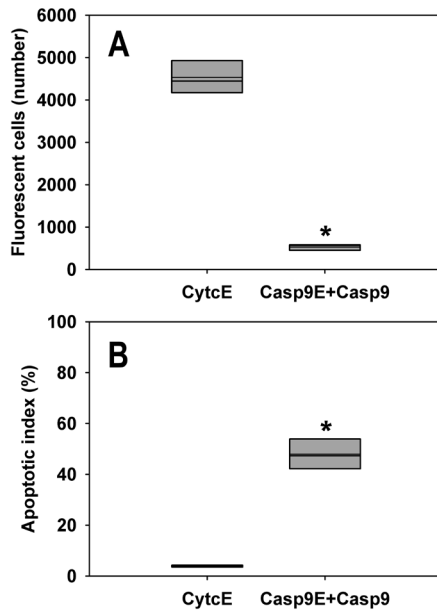 A
Fluorescent cells (number)
6000
5000
4000
3000
2000
1000
0
*
CytcE Casp9E+Casp9
B
Apoptotic index (%)
100
80
60
40
20
0
*
CytcE Casp9E+Casp9